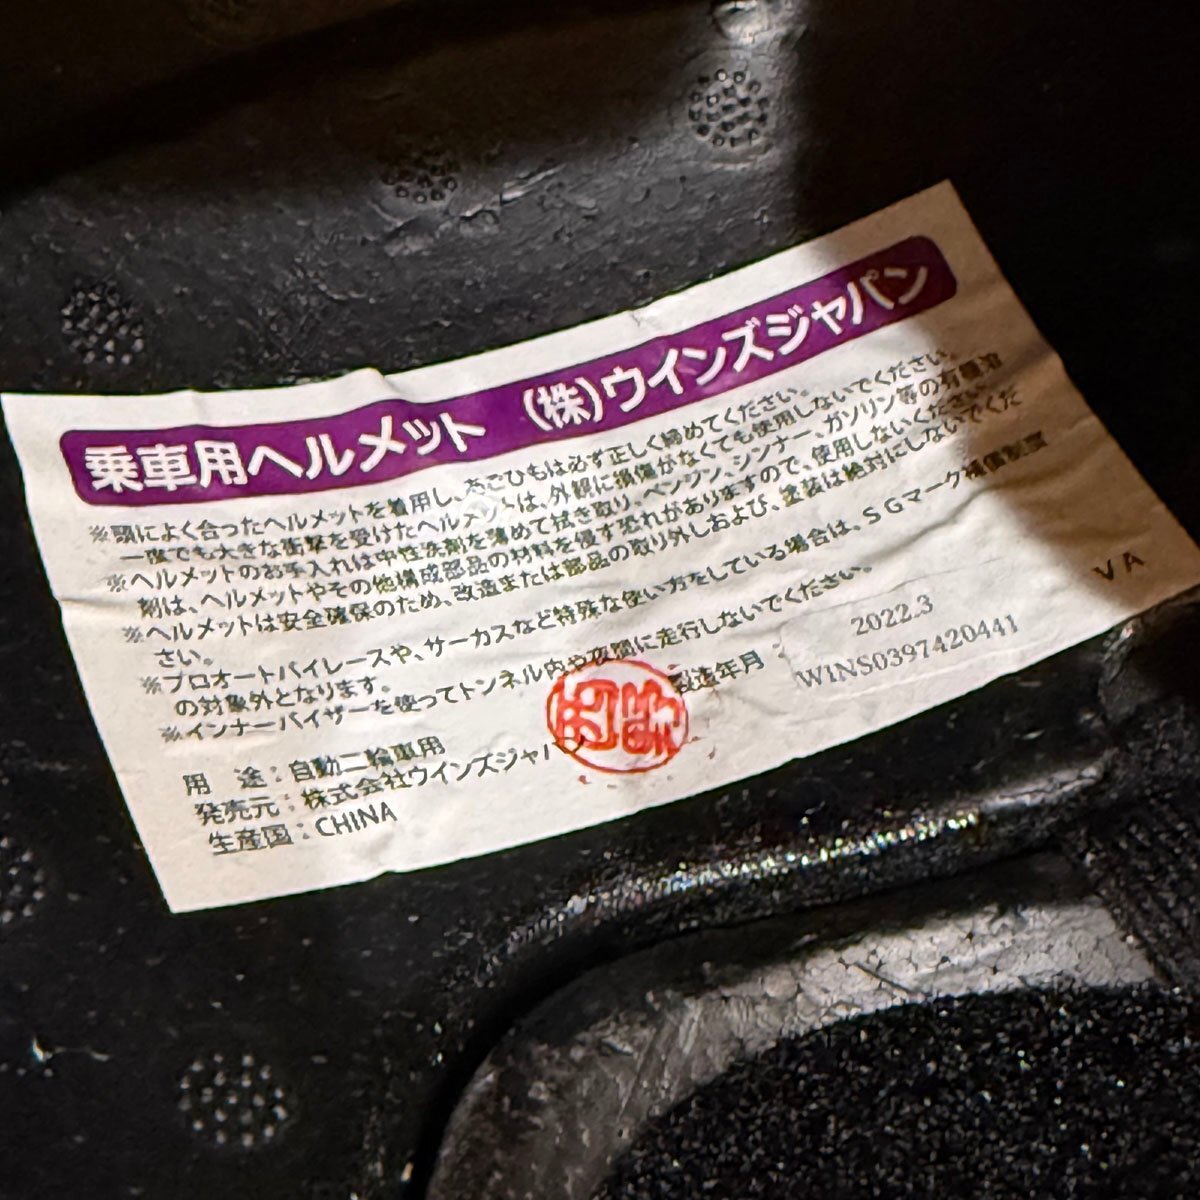 乗車用ヘルメット (株)ウインズジャパン
※頭によく合ったヘルメットを着用し、あごひもは必ず正しく締めてください。
一度でも大きな衝撃を受けたヘルメットは、外観に損傷がなくても使用しないでください。
※ヘルメットのお手入れは中性洗剤を薄めて拭き取り、ベンジン、シンナー、ガソリン等の有機溶
剤は、ヘルメットやその他構成部品の材料を侵す恐れがありますので、使用しないください。
※ヘルメットは安全確保のため、改造または部品の取り外しおよび、塗装は絶対にしないでくだ
さい。
※プロオートバイレースや、サーカスなど特殊な使い方をしている場合は、SGマーク補償制度
の対象外となります。
※インナーバイザーを使ってトンネル内や夜間に走行しないでください。
VA
用　途:自動二輪車用
製造年月: 2022.3
発売元:株式会社ウインズジャパン
WINS0397420441
生産国:CHINA